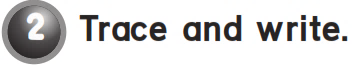 2 Trace and write.